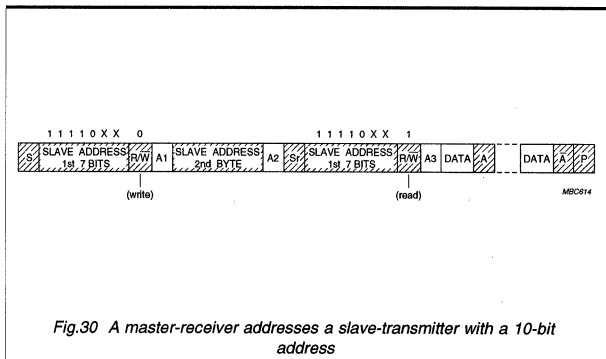 1 1 1 1 0 X X 0 1 1 1 1 0 X X 1
S SLAVE ADDRESS 1st 7 BITS R/W̅ A1 SLAVE ADDRESS 2nd BYTE A2 Sr SLAVE ADDRESS 1st 7 BITS R/W̅ A3 DATA A DATA A̅ P
(write) (read)
MBC614
Fig.30 A master-receiver addresses a slave-transmitter with a 10-bit
address